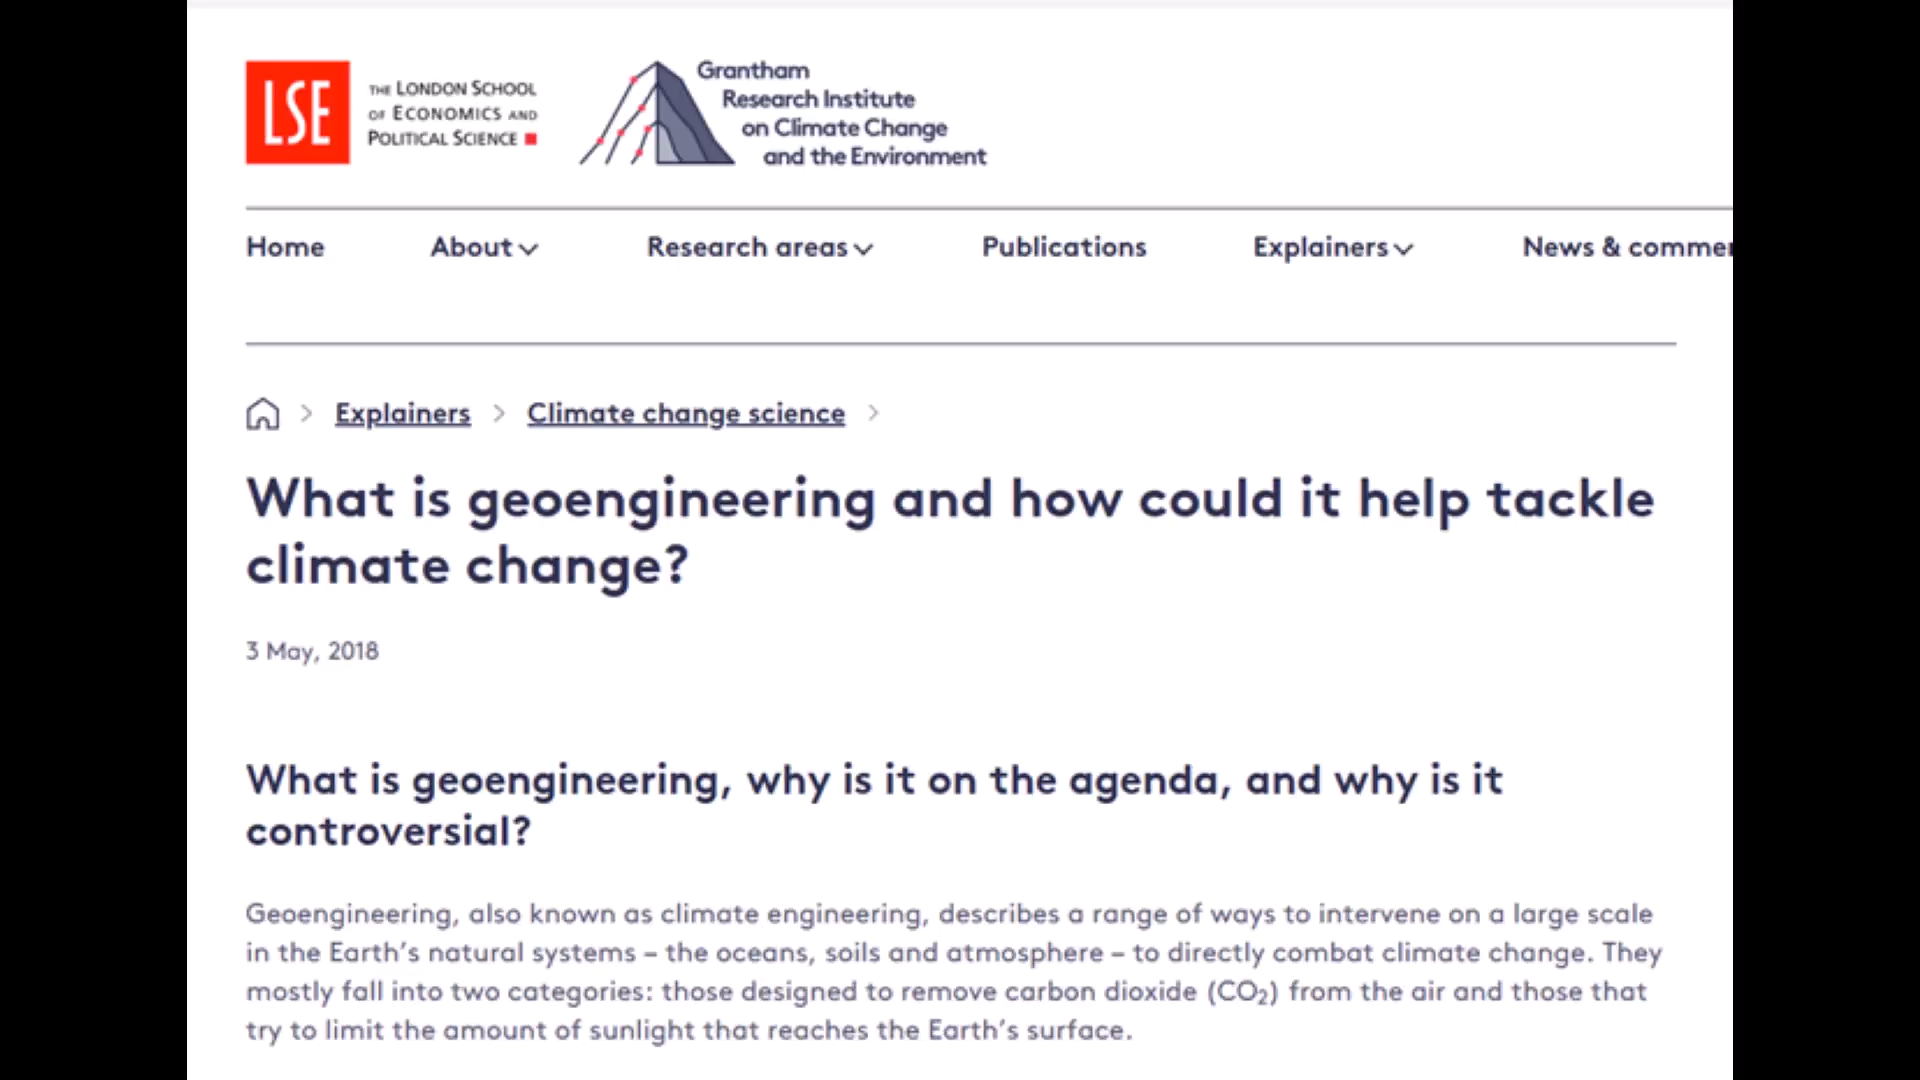 LSE
THE LONDON SCHOOL
OF ECONOMICS AND
POLITICAL SCIENCE
Grantham
Research Institute
on Climate Change
and the Environment
Home About Research areas Publications Explainers News & commen
Explainers > Climate change science >
What is geoengineering and how could it help tackle
climate change?
3 May, 2018
What is geoengineering, why is it on the agenda, and why is it
controversial?
Geoengineering, also known as climate engineering, describes a range of ways to intervene on a large scale
in the Earth's natural systems – the oceans, soils and atmosphere – to directly combat climate change. They
mostly fall into two categories: those designed to remove carbon dioxide (CO₂) from the air and those that
try to limit the amount of sunlight that reaches the Earth's surface.